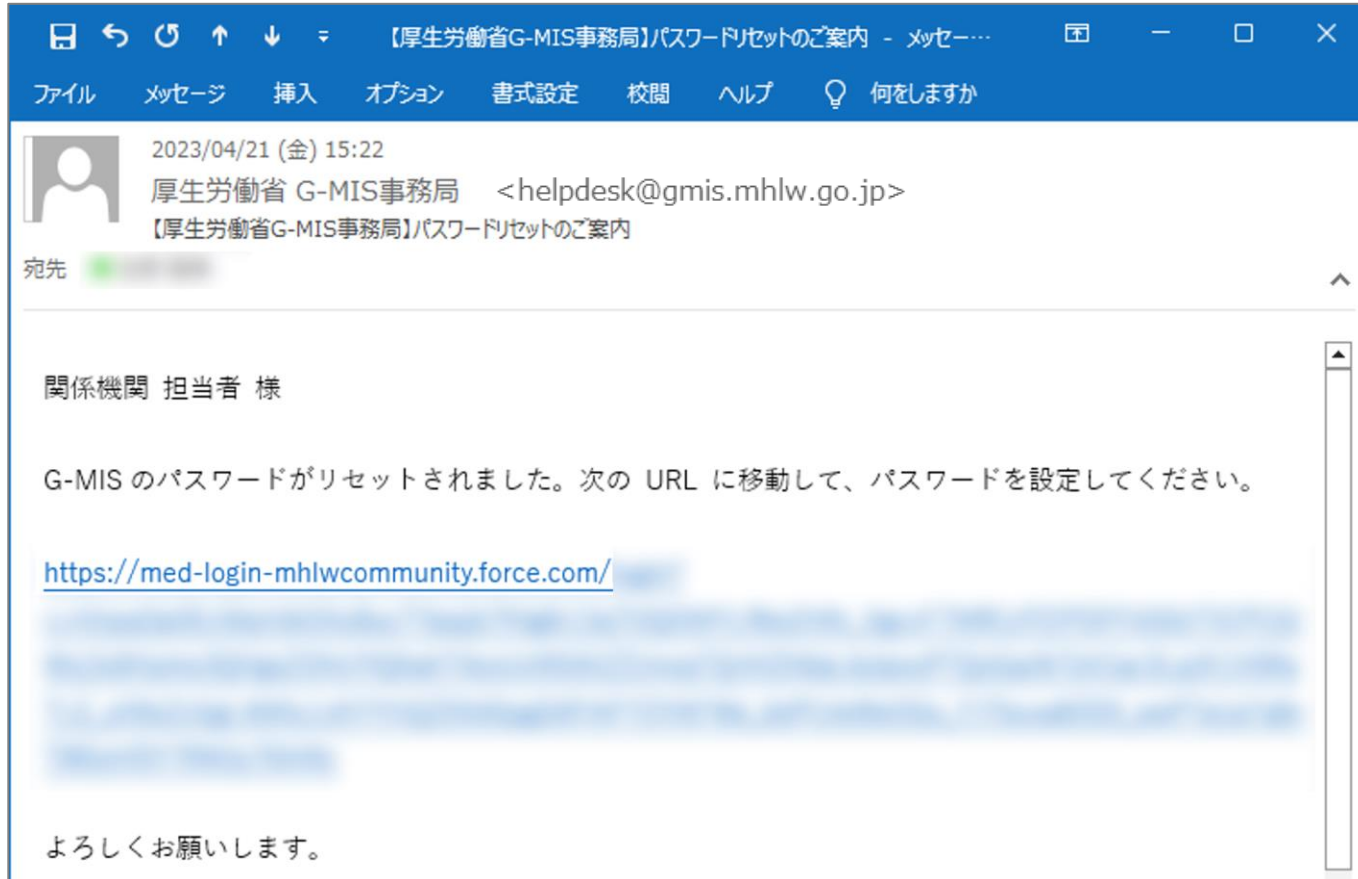 【厚生労働省G-MIS事務局】パスワードリセットのご案内 - メッセー…
ファイル メッセージ 挿入 オプション 書式設定 校閲 ヘルプ 何をしますか
2023/04/21 (金) 15:22
厚生労働省 G-MIS事務局 <helpdesk@gmis.mhlw.go.jp>
【厚生労働省G-MIS事務局】パスワードリセットのご案内
宛先
関係機関 担当者 様
G-MIS のパスワードがリセットされました。次の URL に移動して、パスワードを設定してください。
https://med-login-mhlwcommunity.force.com/
よろしくお願いします。